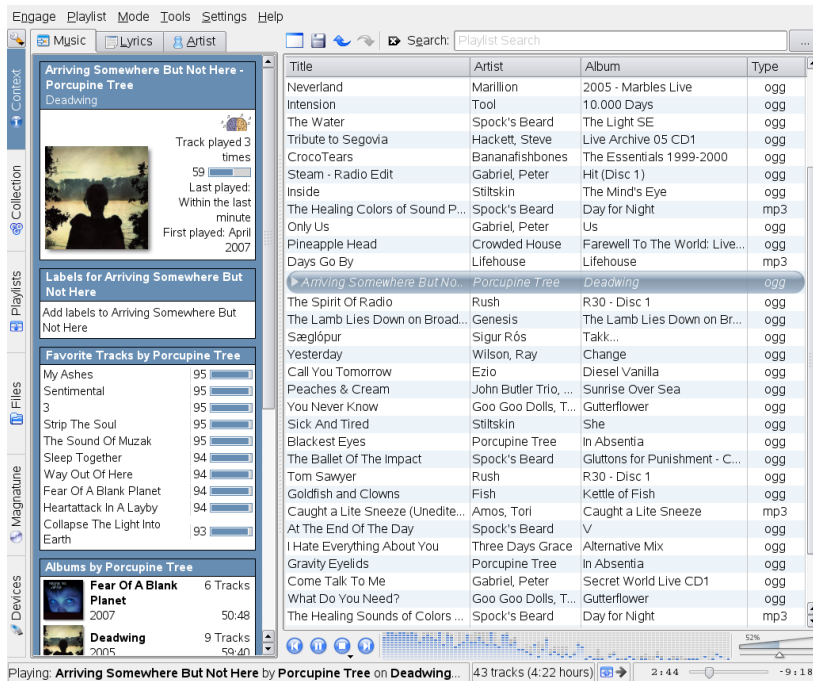 Engage Playlist Mode Tools Settings Help
Music Lyrics Artist
Search: Playlist Search ...
Context
Collection
Playlists
Files
Magnatune
Devices
Arriving Somewhere But Not Here -
Porcupine Tree
Deadwing
Track played 3
times
59
Last played:
Within the last
minute
First played: April
2007
Labels for Arriving Somewhere But
Not Here
Add labels to Arriving Somewhere But
Not Here
Favorite Tracks by Porcupine Tree
My Ashes 95
Sentimental 95
3 95
Strip The Soul 95
The Sound Of Muzak 95
Sleep Together 94
Way Out Of Here 94
Fear Of A Blank Planet 94
Heartattack In A Layby 94
Collapse The Light Into
Earth 93
Albums by Porcupine Tree
Fear Of A Blank 6 Tracks
Planet
2007 50:48
Deadwing 9 Tracks
2005 59:40
Title Artist Album Type
Neverland Marillion 2005 - Marbles Live ogg
Intension Tool 10.000 Days ogg
The Water Spock's Beard The Light SE ogg
Tribute to Segovia Hackett, Steve Live Archive 05 CD1 ogg
CrocoTears Bananafishbones The Essentials 1999-2000 ogg
Steam - Radio Edit Gabriel, Peter Hit (Disc 1) ogg
Inside Stiltskin The Mind's Eye ogg
The Healing Colors of Sound P... Spock's Beard Day for Night mp3
Only Us Gabriel, Peter Us ogg
Pineapple Head Crowded House Farewell To The World: Live... ogg
Days Go By Lifehouse Lifehouse mp3
Arriving Somewhere But No.. Porcupine Tree Deadwing ogg
The Spirit Of Radio Rush R30 - Disc 1 ogg
The Lamb Lies Down on Broad... Genesis The Lamb Lies Down on Br... ogg
Sæglópur Sigur Rós Takk... ogg
Yesterday Wilson, Ray Change ogg
Call You Tomorrow Ezio Diesel Vanilla ogg
Peaches & Cream John Butler Trio, ... Sunrise Over Sea ogg
You Never Know Goo Goo Dolls, T... Gutterflower ogg
Sick And Tired Stiltskin She ogg
Blackest Eyes Porcupine Tree In Absentia ogg
The Ballet Of The Impact Spock's Beard Gluttons for Punishment - C... ogg
Tom Sawyer Rush R30 - Disc 1 ogg
Goldfish and Clowns Fish Kettle of Fish ogg
Caught a Lite Sneeze (Unedite... Amos, Tori Caught a Lite Sneeze mp3
At The End Of The Day Spock's Beard V ogg
I Hate Everything About You Three Days Grace Alternative Mix ogg
Gravity Eyelids Porcupine Tree In Absentia ogg
Come Talk To Me Gabriel, Peter Secret World Live CD1 ogg
What Do You Need? Goo Goo Dolls, T... Gutterflower ogg
The Healing Sounds of Colors ... Spock's Beard Day for Night mp3
52%
Playing: Arriving Somewhere But Not Here by Porcupine Tree on Deadwing... 43 tracks (4:22 hours) 2:44 -9:18